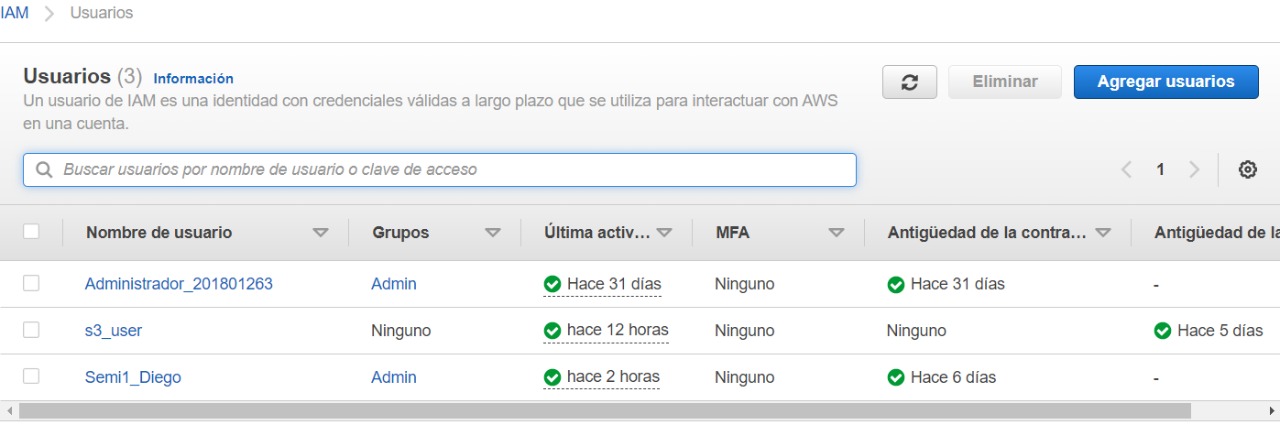 IAM > Usuarios
Usuarios (3) Información
Eliminar
Agregar usuarios
Un usuario de IAM es una identidad con credenciales válidas a largo plazo que se utiliza para interactuar con AWS
en una cuenta.
Buscar usuarios por nombre de usuario o clave de acceso
1
Nombre de usuario Grupos Última activ... MFA Antigüedad de la contra... Antigüedad de la
Administrador_201801263 Admin Hace 31 días Ninguno Hace 31 días -
s3_user Ninguno hace 12 horas Ninguno Ninguno Hace 5 días
Semi1_Diego Admin hace 2 horas Ninguno Hace 6 días -